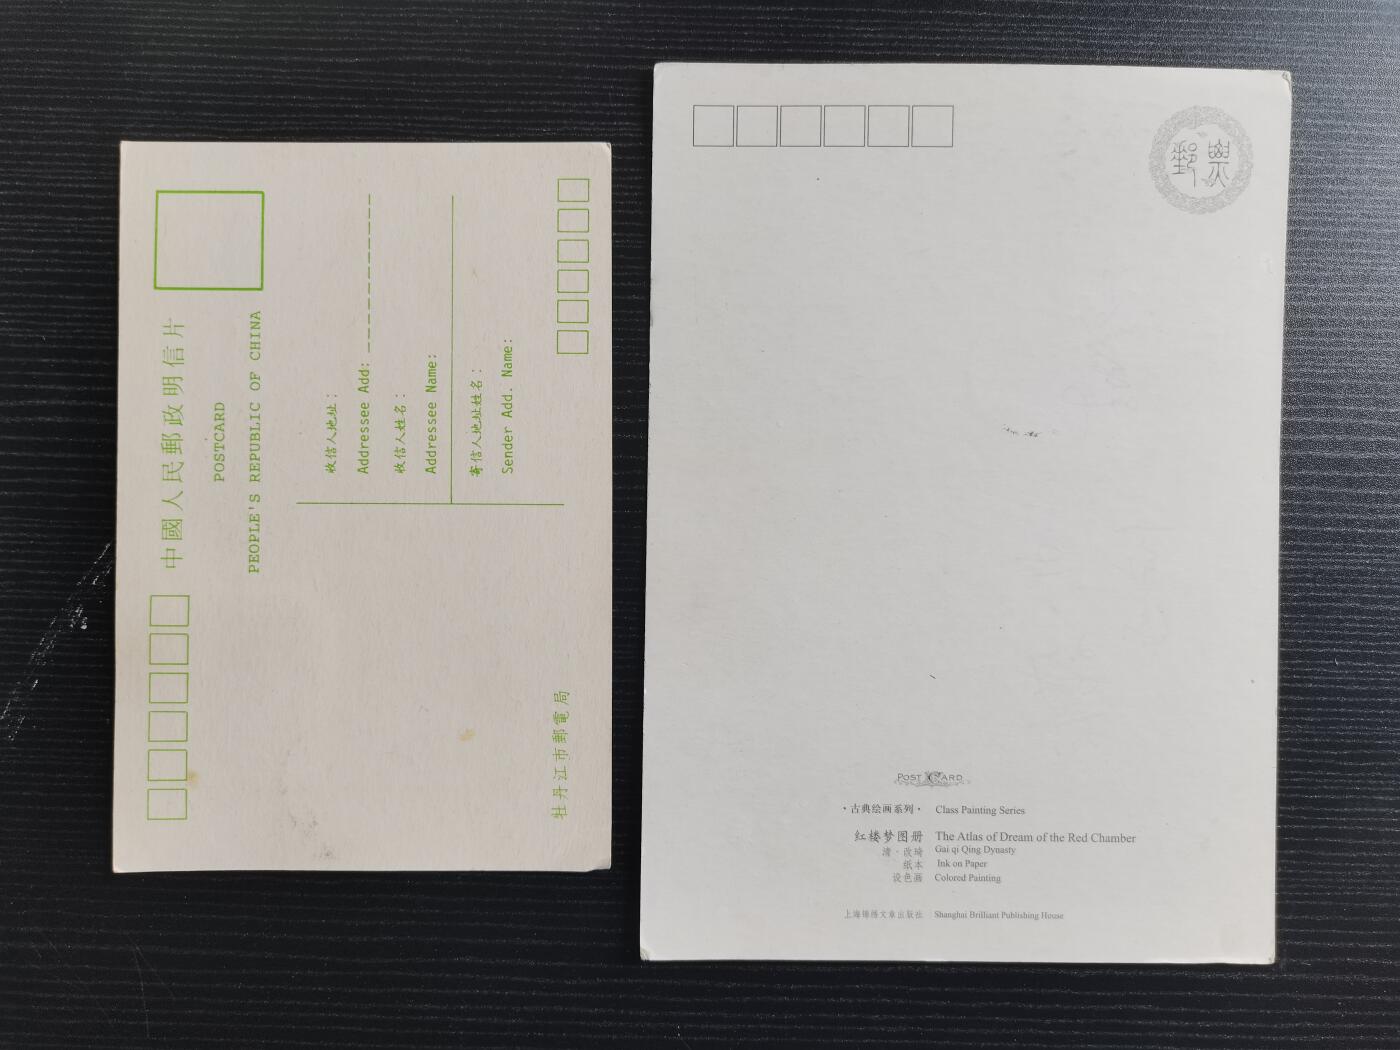 中國人民郵政明信片
POSTCARD
PEOPLE'S REPUBLIC OF CHINA
收信人地址：
Addressee Add:
收信人姓名：
Addressee Name:
寄信人地址姓名：
Sender Add. Name:
牡丹江市郵電局
郵票
POST CARD
·古典绘画系列· Class Painting Series
红楼梦图册 The Atlas of Dream of the Red Chamber
清·改琦 Gai qi Qing Dynasty
纸本 Ink on Paper
设色画 Colored Painting
上海锦绣文章出版社 Shanghai Brilliant Publishing House